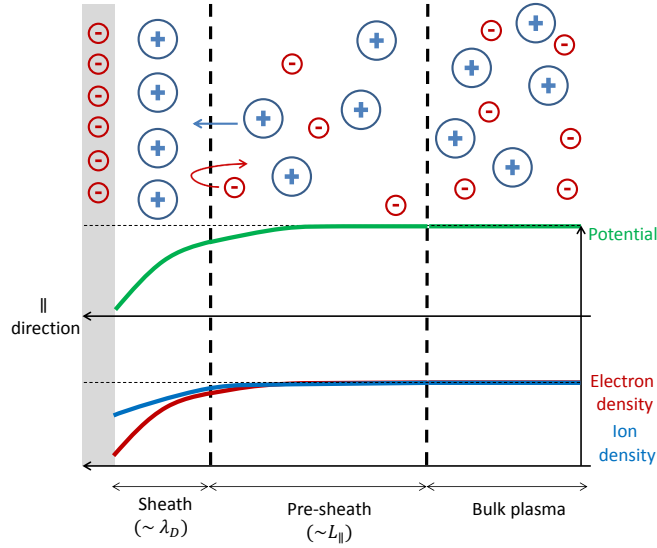 Potential
||
direction
Electron
density
Ion
density
Sheath
(~ λ_D)
Pre-sheath
(~L_∥)
Bulk plasma